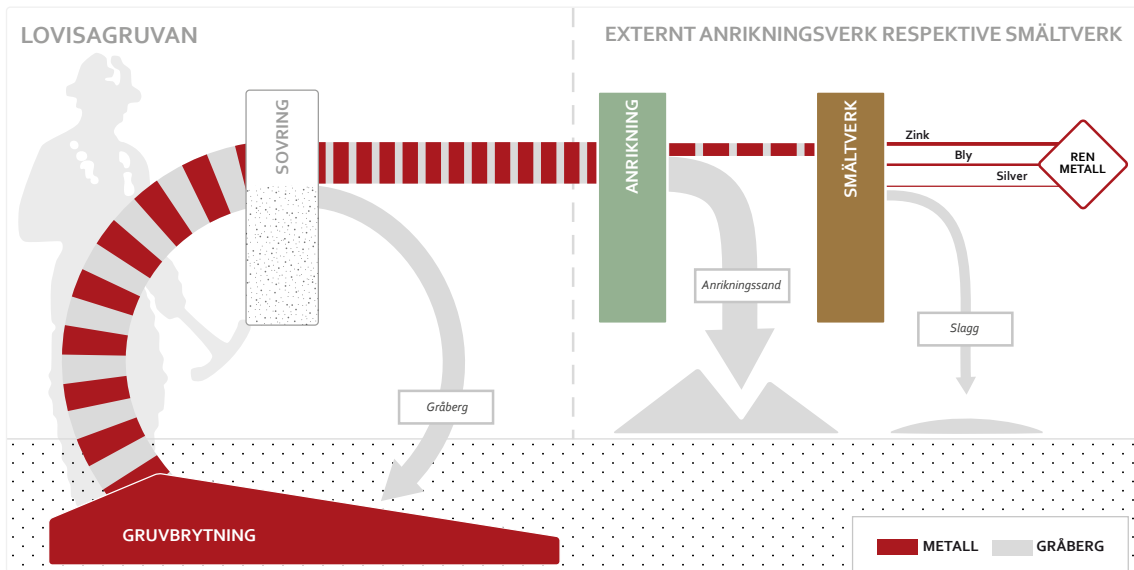 LOVISAGRUVAN
EXTERNT ANRIKNINGSVERK RESPEKTIVE SMÄLTVERK
SOVRING
ANRIKNING
SMÄLTVERK
Zink
Bly
Silver
REN
METALL
Anrikningssand
Slagg
Gråberg
GRUVBRYTNING
METALL
GRÅBERG